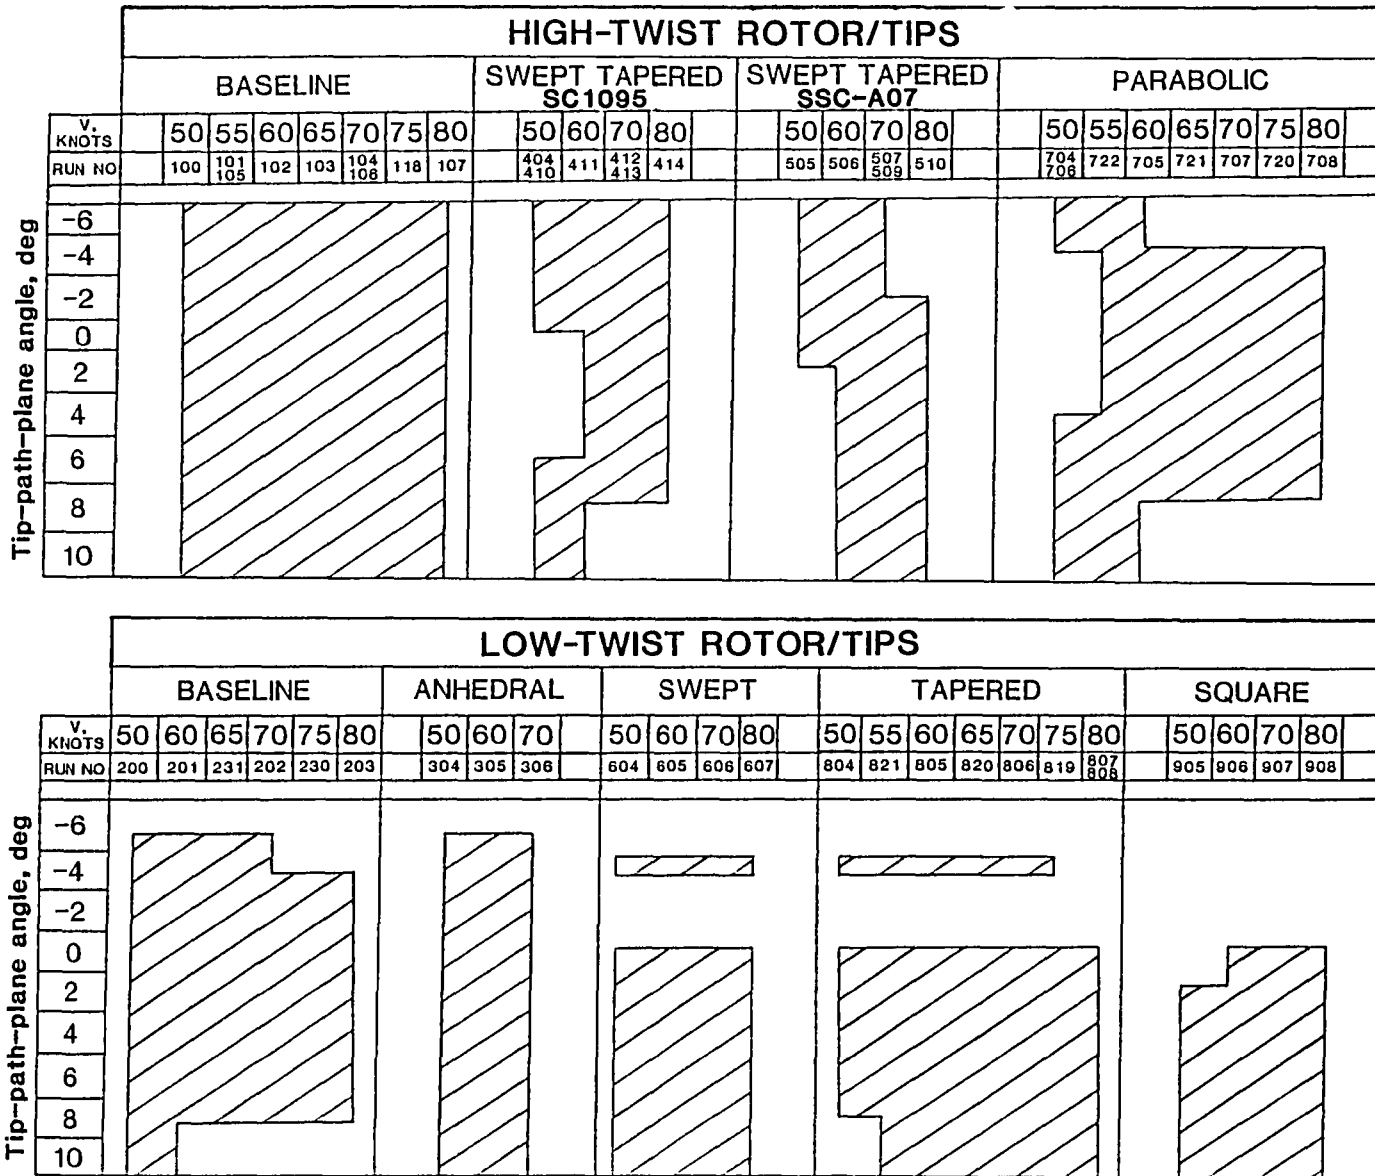 HIGH-TWIST ROTOR/TIPS
BASELINE
SWEPT TAPERED
SC1095
SWEPT TAPERED
SSC-A07
PARABOLIC
V,
KNOTS
50 55 60 65 70 75 80
50 60 70 80
50 60 70 80
50 55 60 65 70 75 80
RUN NO
100 101 105 102 103 104 106 118 107
404 410 411 412 413 414
505 506 507 509 510
704 706 722 705 721 707 720 708
Tip-path-plane angle, deg
-6
-4
-2
0
2
4
6
8
10
LOW-TWIST ROTOR/TIPS
BASELINE
ANHEDRAL
SWEPT
TAPERED
SQUARE
V,
KNOTS
50 60 65 70 75 80
50 60 70
50 60 70 80
50 55 60 65 70 75 80
50 60 70 80
RUN NO
200 201 231 202 230 203
304 305 306
604 605 606 607
804 821 805 820 806 819 807 808
905 906 907 908
Tip-path-plane angle, deg
-6
-4
-2
0
2
4
6
8
10